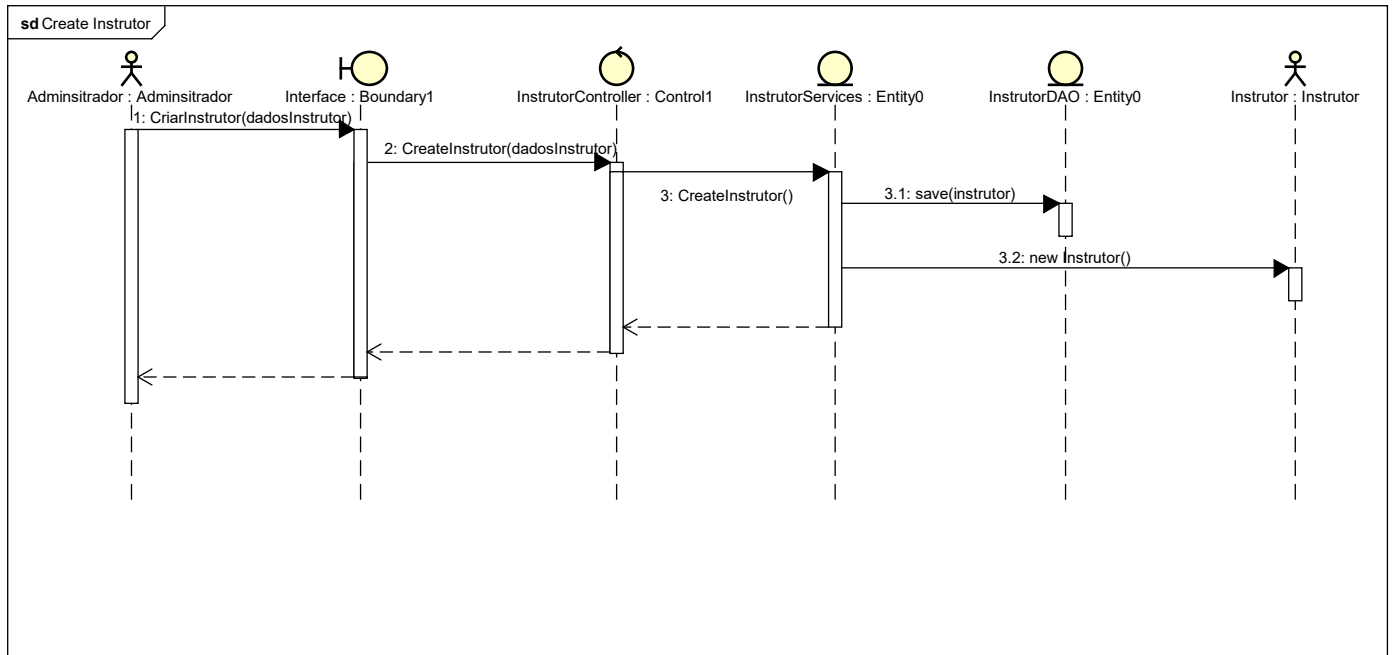 sd Create Instrutor
Adminsitrador : Adminsitrador
Interface : Boundary1
InstrutorController : Control1
InstrutorServices : Entity0
InstrutorDAO : Entity0
Instrutor : Instrutor
1: CriarInstrutor(dadosInstrutor)
2: CreateInstrutor(dadosInstrutor)
3: CreateInstrutor()
3.1: save(instrutor)
3.2: new Instrutor()